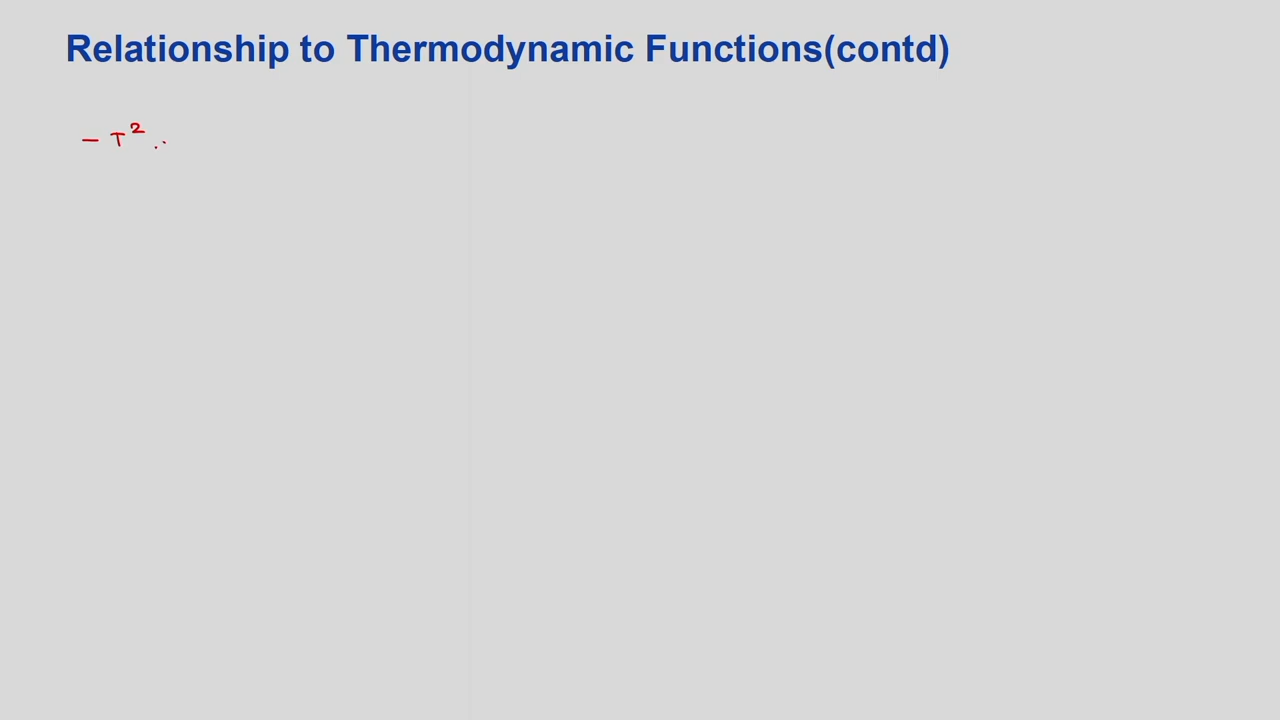 Relationship to Thermodynamic Functions(contd)
− T²